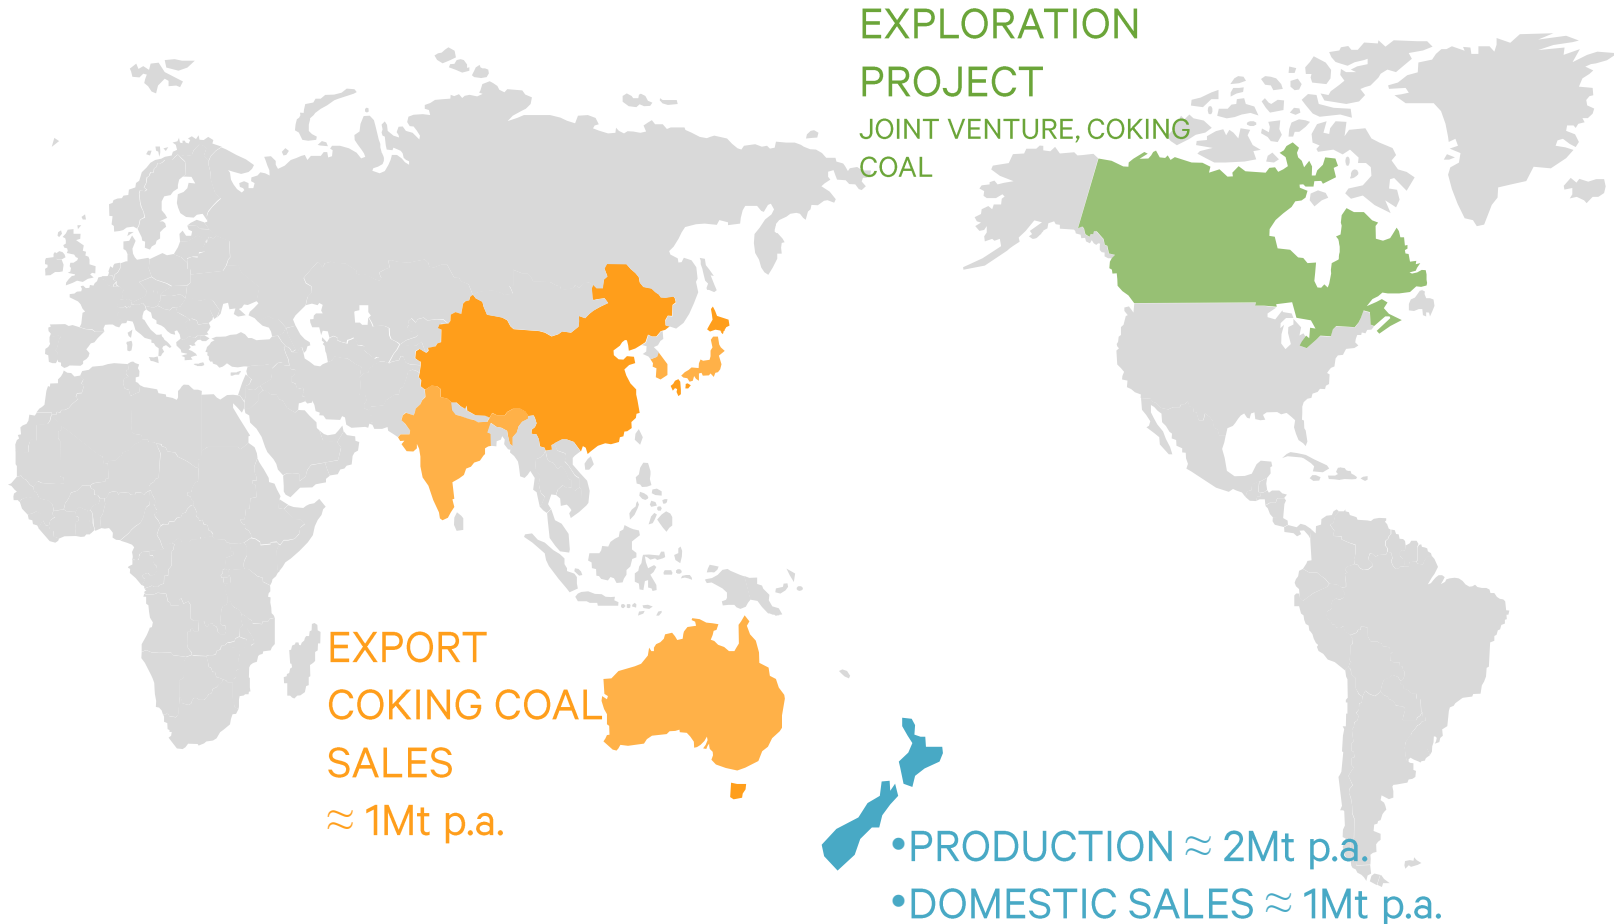 EXPLORATION
PROJECT
JOINT VENTURE, COKING
COAL
EXPORT
COKING COAL
SALES
≈ 1Mt p.a.
•PRODUCTION ≈ 2Mt p.a.
•DOMESTIC SALES ≈ 1Mt p.a.